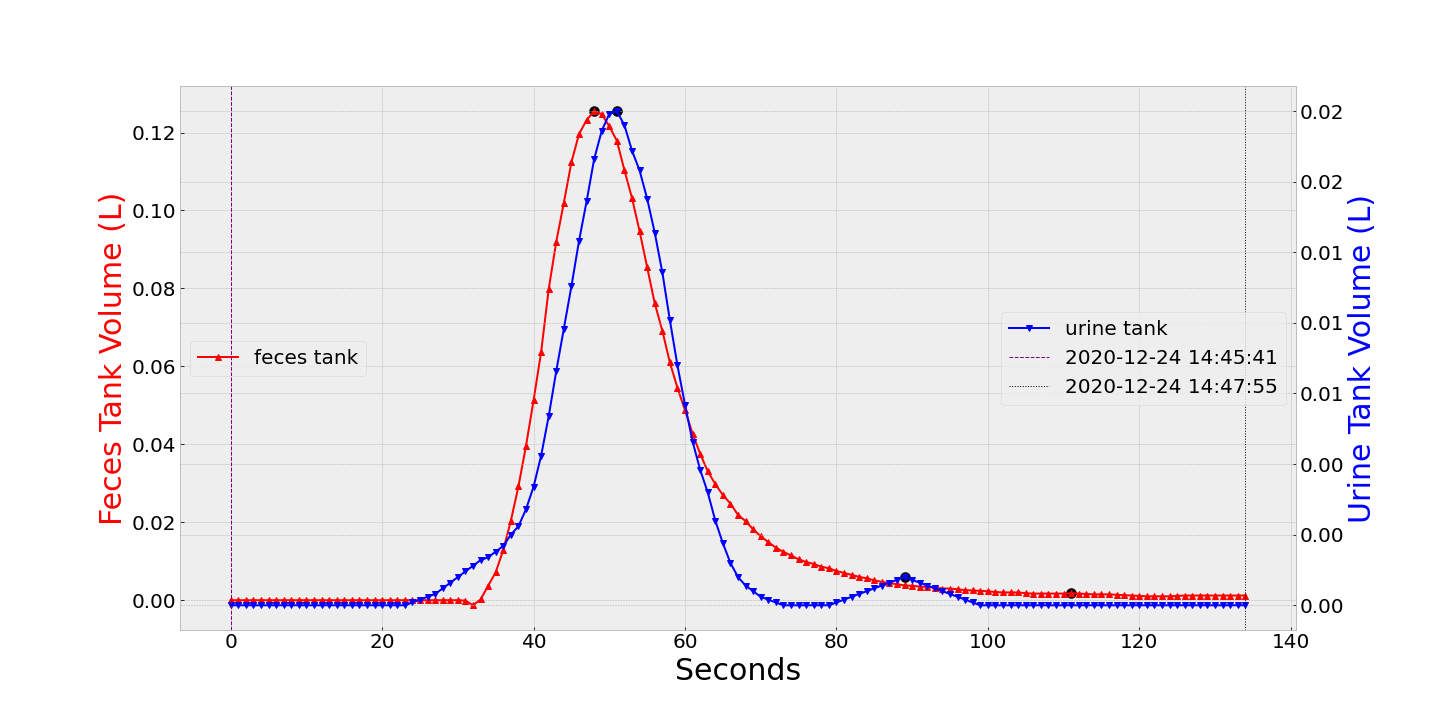 Feces Tank Volume (L)
0.12
0.10
0.08
0.06
0.04
0.02
0.00
feces tank
urine tank
2020-12-24 14:45:41
2020-12-24 14:47:55
0.02
0.02
0.01
0.01
0.01
0.00
0.00
0.00
Urine Tank Volume (L)
0 20 40 60 80 100 120 140
Seconds